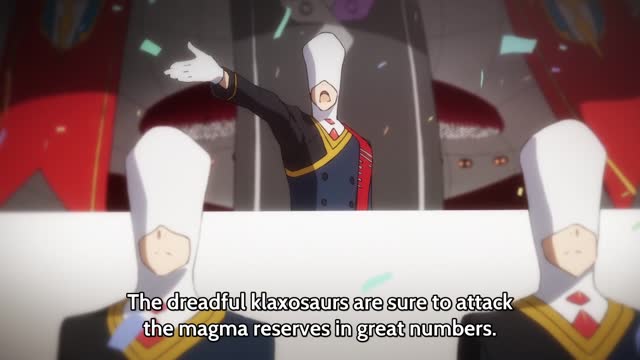 The dreadful klaxosaurs are sure to attack
the magma reserves in great numbers.